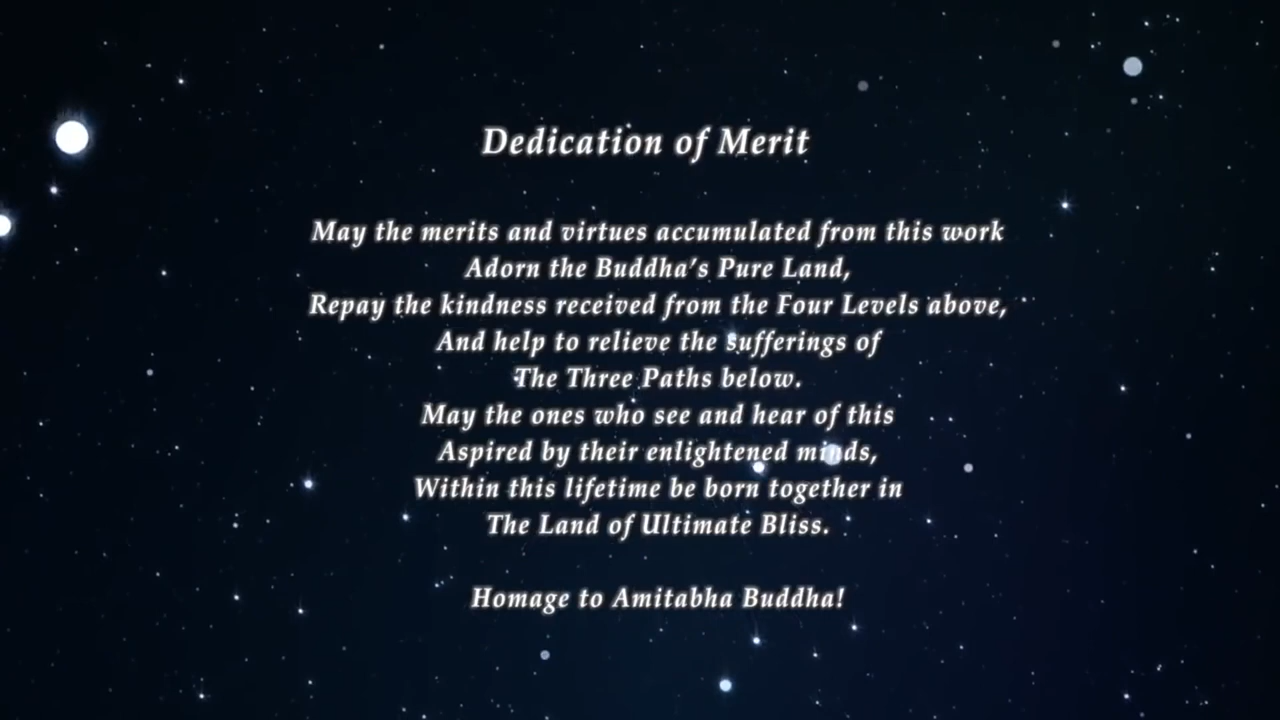 Dedication of Merit
May the merits and virtues accumulated from this work
Adorn the Buddha's Pure Land,
Repay the kindness received from the Four Levels above,
And help to relieve the sufferings of
The Three Paths below.
May the ones who see and hear of this
Aspired by their enlightened minds,
Within this lifetime be born together in
The Land of Ultimate Bliss.
Homage to Amitabha Buddha!